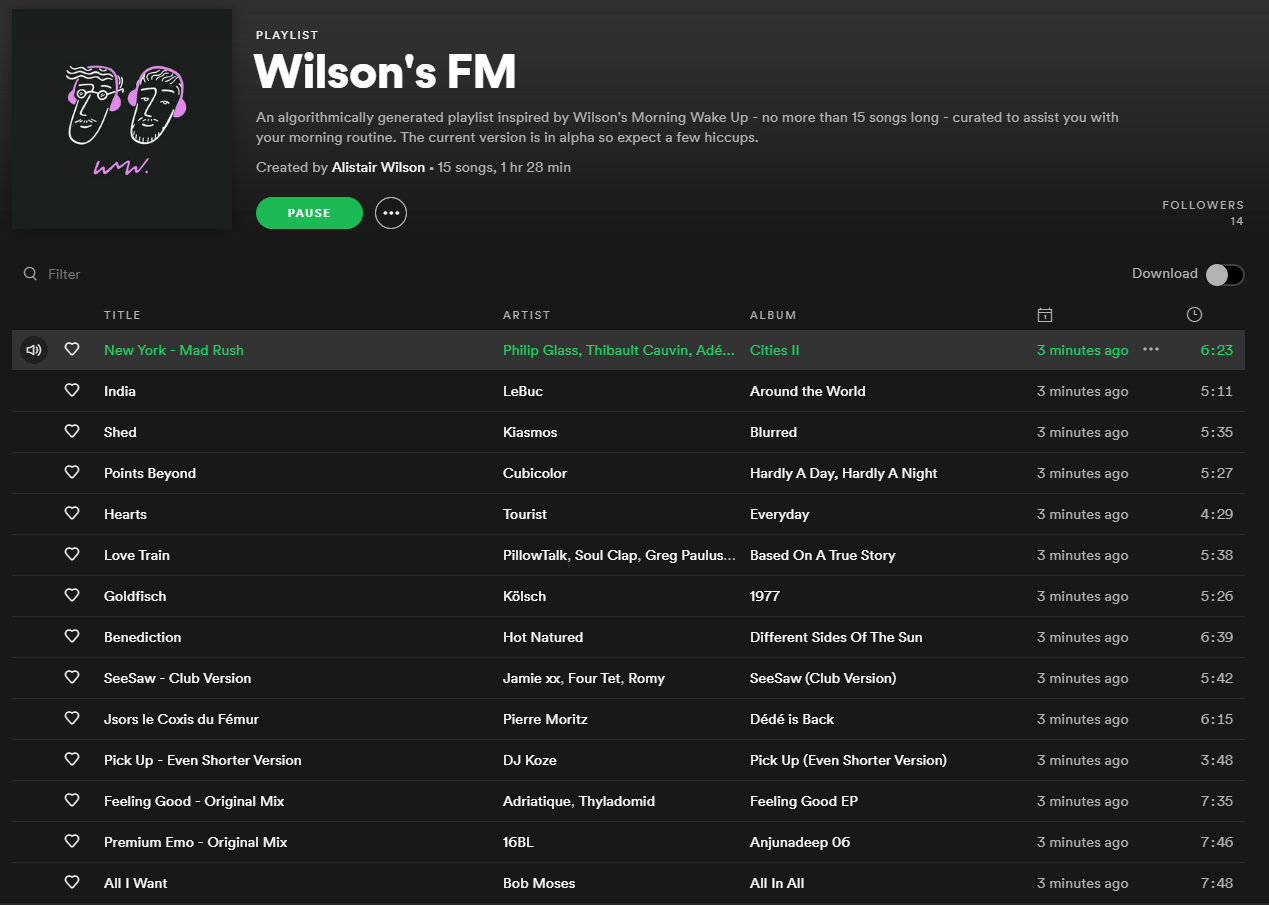 PLAYLIST
Wilson's FM
An algorithmically generated playlist inspired by Wilson's Morning Wake Up - no more than 15 songs long - curated to assist you with
your morning routine. The current version is in alpha so expect a few hiccups.
Created by Alistair Wilson • 15 songs, 1 hr 28 min
WMW.
PAUSE
FOLLOWERS
14
Filter
Download
TITLE ARTIST ALBUM
New York - Mad Rush Philip Glass, Thibault Cauvin, Adé... Cities II 3 minutes ago 6:23
India LeBuc Around the World 3 minutes ago 5:11
Shed Kiasmos Blurred 3 minutes ago 5:35
Points Beyond Cubicolor Hardly A Day, Hardly A Night 3 minutes ago 5:27
Hearts Tourist Everyday 3 minutes ago 4:29
Love Train PillowTalk, Soul Clap, Greg Paulus... Based On A True Story 3 minutes ago 5:38
Goldfisch Kölsch 1977 3 minutes ago 5:26
Benediction Hot Natured Different Sides Of The Sun 3 minutes ago 6:39
SeeSaw - Club Version Jamie xx, Four Tet, Romy SeeSaw (Club Version) 3 minutes ago 5:42
Jsors le Coxis du Fémur Pierre Moritz Dédé is Back 3 minutes ago 6:15
Pick Up - Even Shorter Version DJ Koze Pick Up (Even Shorter Version) 3 minutes ago 3:48
Feeling Good - Original Mix Adriatique, Thyladomid Feeling Good EP 3 minutes ago 7:35
Premium Emo - Original Mix 16BL Anjunadeep 06 3 minutes ago 7:46
All I Want Bob Moses All In All 3 minutes ago 7:48